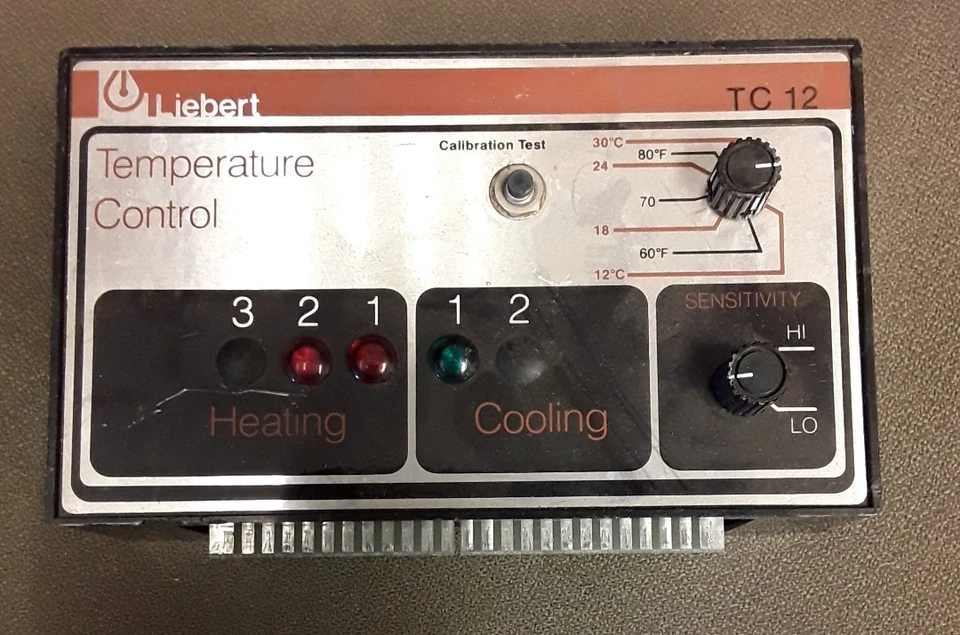 Liebert
TC 12
Temperature
Control
Calibration Test
30°C
80°F
24
70
18
60°F
12°C
3 2 1
Heating
1 2
Cooling
SENSITIVITY
HI
LO